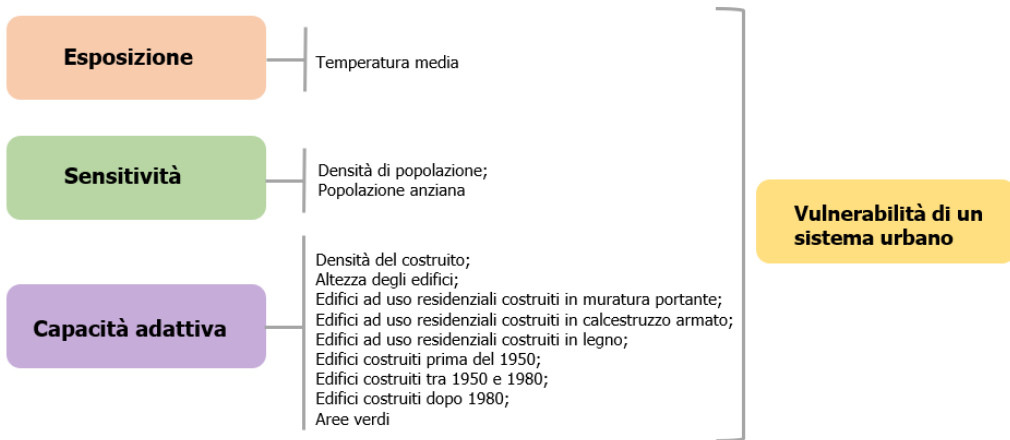 Esposizione
Temperatura media
Sensitività
Densità di popolazione;
Popolazione anziana
Capacità adattiva
Densità del costruito;
Altezza degli edifici;
Edifici ad uso residenziali costruiti in muratura portante;
Edifici ad uso residenziali costruiti in calcestruzzo armato;
Edifici ad uso residenziali costruiti in legno;
Edifici costruiti prima del 1950;
Edifici costruiti tra 1950 e 1980;
Edifici costruiti dopo 1980;
Aree verdi
Vulnerabilità di un
sistema urbano